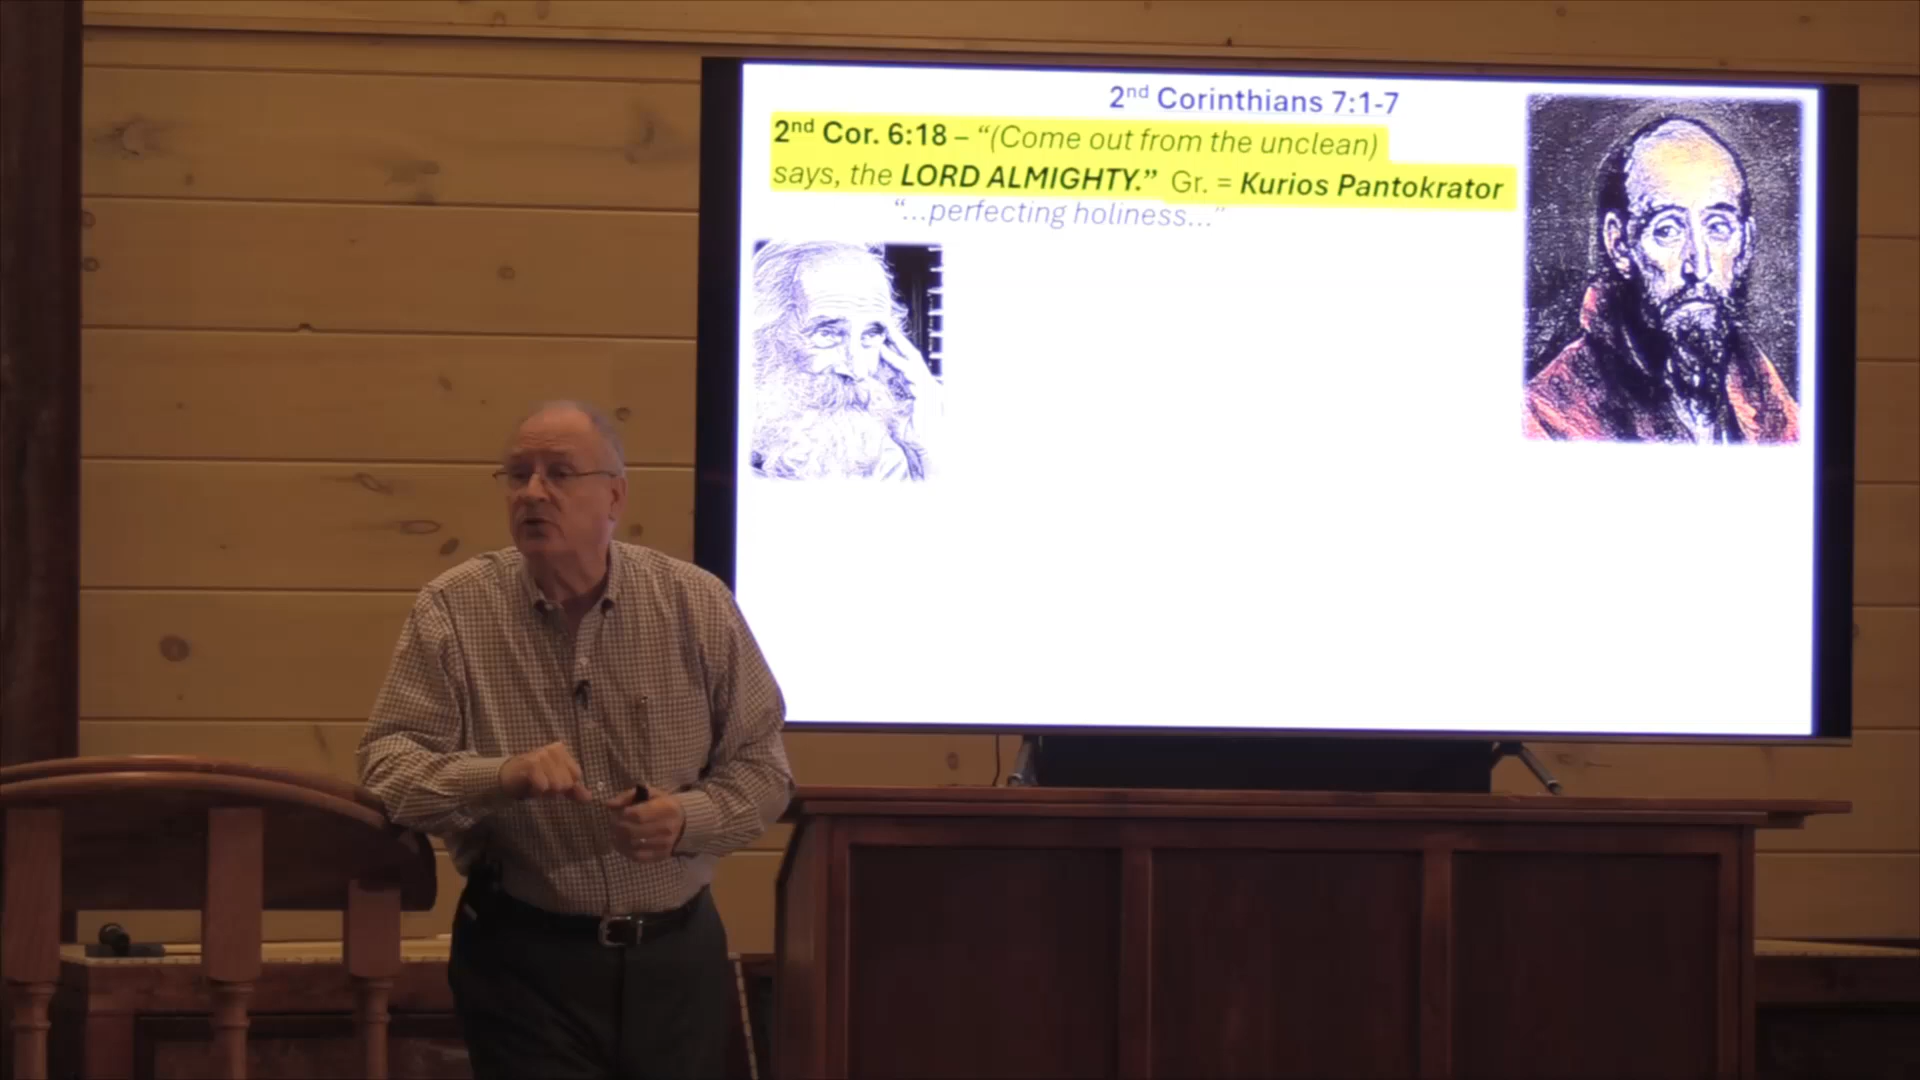 2nd Corinthians 7:1-7
2nd Cor. 6:18 – “(Come out from the unclean)
says, the LORD ALMIGHTY.” Gr. = Kurios Pantokrator
“...perfecting holiness...”